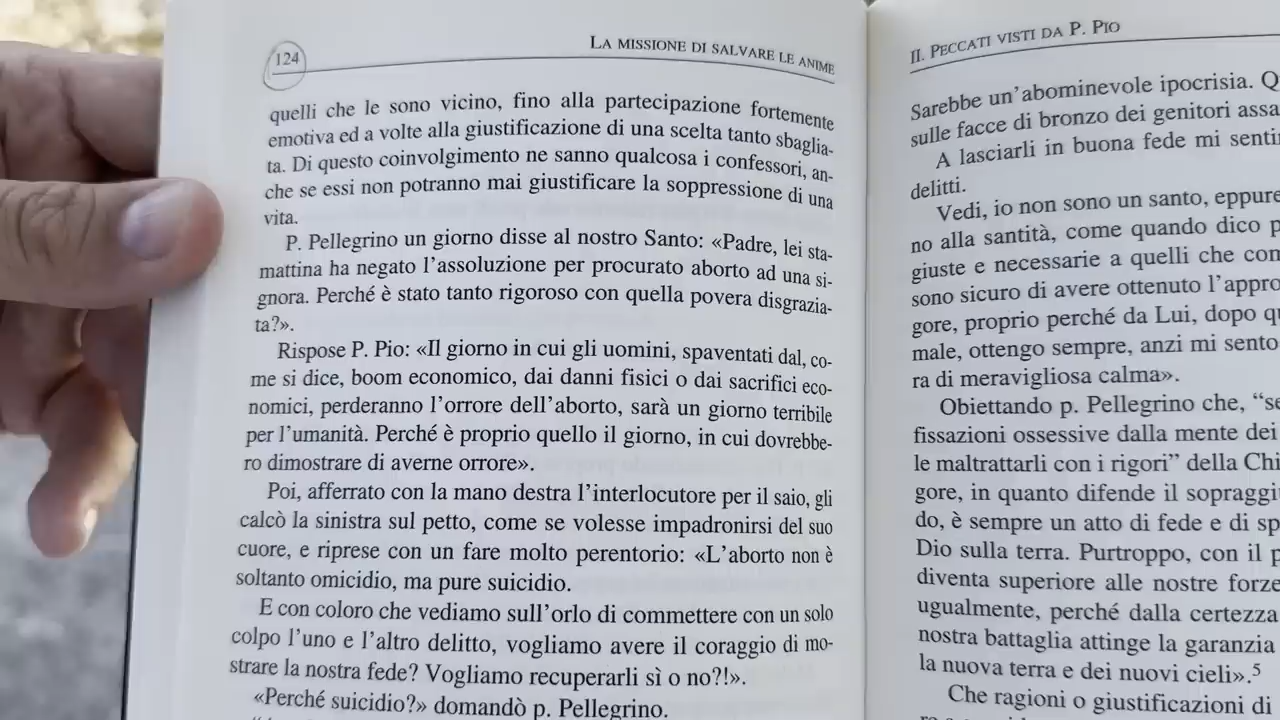 124
LA MISSIONE DI SALVARE LE ANIME
quelli che le sono vicino, fino alla partecipazione fortemente
emotiva ed a volte alla giustificazione di una scelta tanto sbaglia-
ta. Di questo coinvolgimento ne sanno qualcosa i confessori, an-
che se essi non potranno mai giustificare la soppressione di una
vita.
P. Pellegrino un giorno disse al nostro Santo: «Padre, lei sta-
mattina ha negato l'assoluzione per procurato aborto ad una si-
gnora. Perché è stato tanto rigoroso con quella povera disgrazia-
ta?».
Rispose P. Pio: «Il giorno in cui gli uomini, spaventati dal, co-
me si dice, boom economico, dai danni fisici o dai sacrifici eco-
nomici, perderanno l'orrore dell'aborto, sarà un giorno terribile
per l'umanità. Perché è proprio quello il giorno, in cui dovrebbe-
ro dimostrare di averne orrore».
Poi, afferrato con la mano destra l'interlocutore per il saio, gli
calcò la sinistra sul petto, come se volesse impadronirsi del suo
cuore, e riprese con un fare molto perentorio: «L'aborto non è
soltanto omicidio, ma pure suicidio.
E con coloro che vediamo sull'orlo di commettere con un solo
colpo l'uno e l'altro delitto, vogliamo avere il coraggio di mo-
strare la nostra fede? Vogliamo recuperarli sì o no?!».
«Perché suicidio?» domandò p. Pellegrino.
II. PECCATI VISTI DA P. PIO
Sarebbe un'abominevole ipocrisia. Q
sulle facce di bronzo dei genitori assa
A lasciarli in buona fede mi senti
delitti.
Vedi, io non sono un santo, eppure
no alla santità, come quando dico p
giuste e necessarie a quelli che com
sono sicuro di avere ottenuto l'appro
gore, proprio perché da Lui, dopo qu
male, ottengo sempre, anzi mi sento
ra di meravigliosa calma».
Obiettando p. Pellegrino che, "se
fissazioni ossessive dalla mente dei
le maltrattarli con i rigori" della Chi
gore, in quanto difende il sopraggiu
do, è sempre un atto di fede e di sp
Dio sulla terra. Purtroppo, con il p
diventa superiore alle nostre forze
ugualmente, perché dalla certezza
nostra battaglia attinge la garanzia
la nuova terra e dei nuovi cieli».5
Che ragioni o giustificazioni di